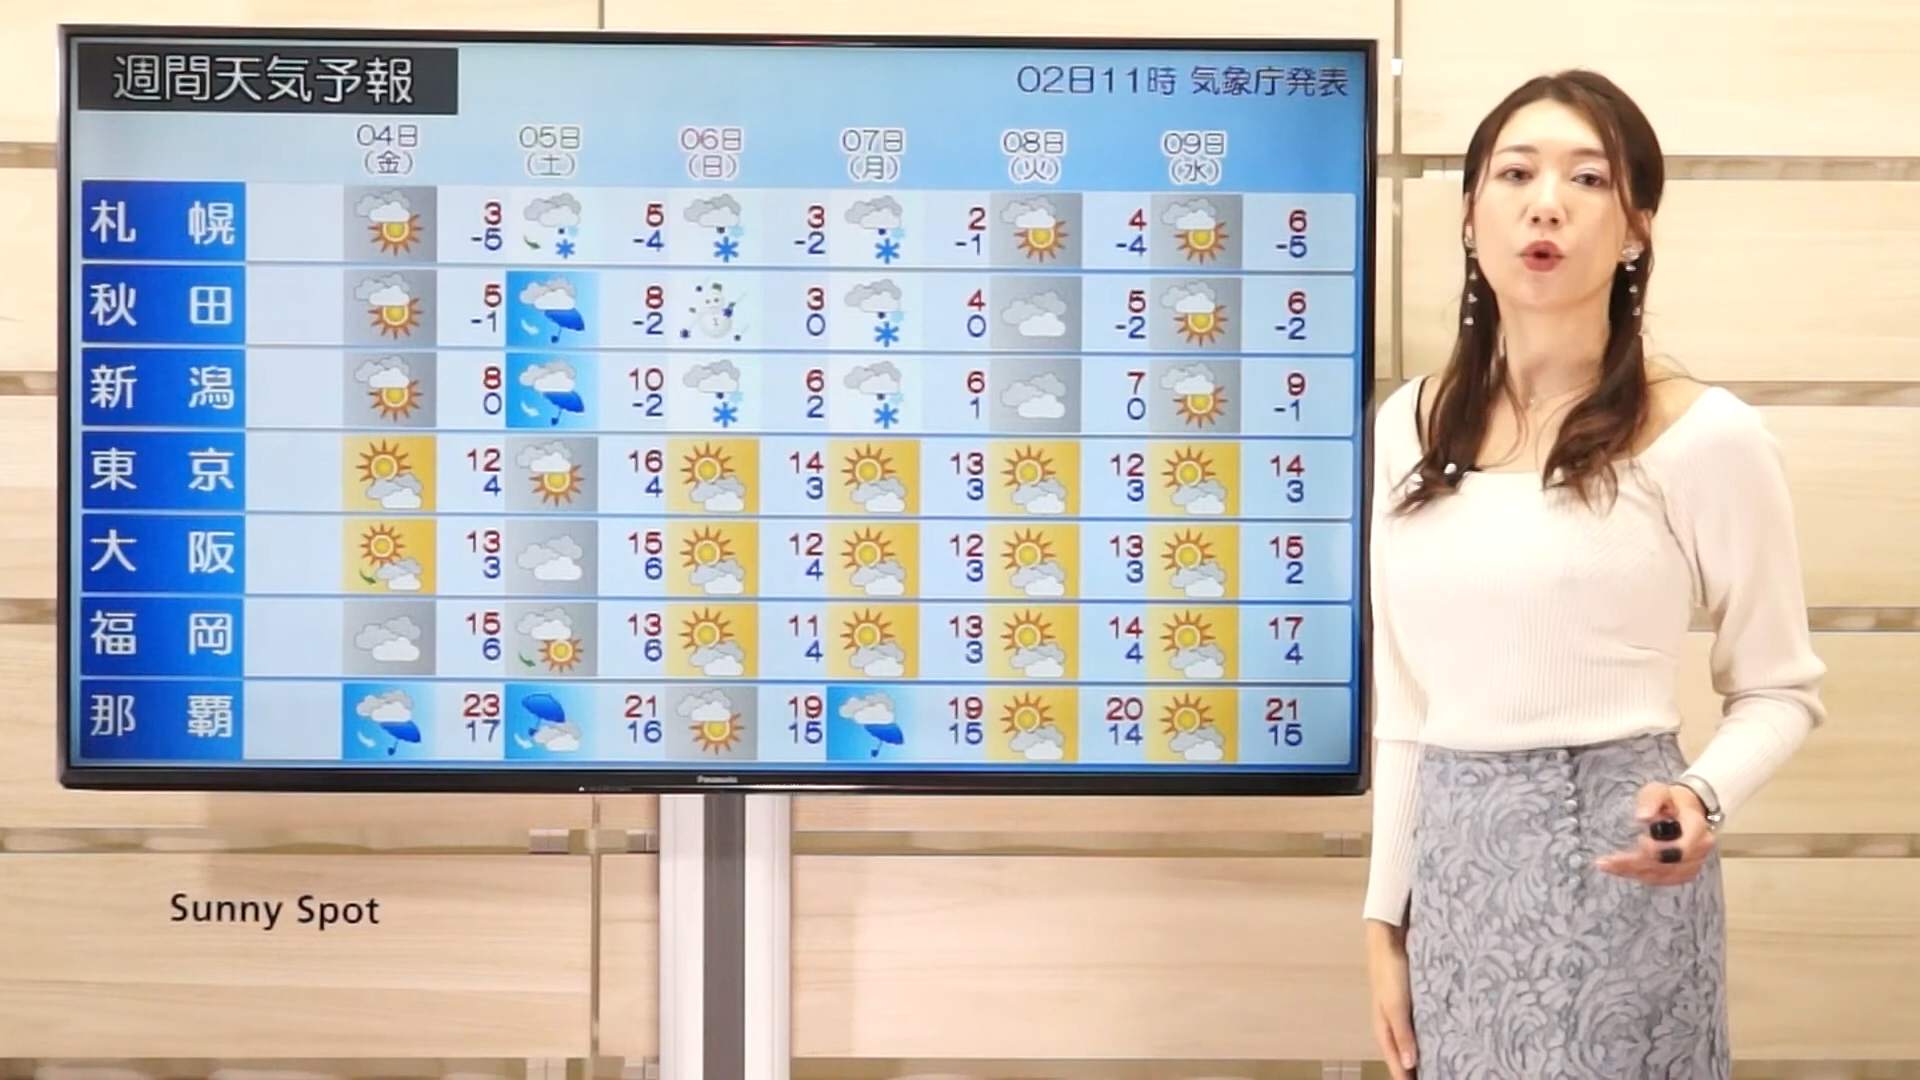 週間天気予報
02日11時 気象庁発表
04日 05日 06日 07日 08日 09日
(金) (土) (日) (月) (火) (水)
札幌 3 5 3 2 4 6
-5 -4 -2 -1 -4 -5
秋田 5 8 3 4 5 6
-1 -2 0 0 -2 -2
新潟 8 10 6 6 7 9
0 -2 2 1 0 -1
東京 12 16 14 13 12 14
4 4 3 3 3 3
大阪 13 15 12 12 13 15
3 6 4 3 3 2
福岡 15 13 11 13 14 17
6 6 4 3 4 4
那覇 23 21 19 19 20 21
17 16 15 15 14 15
Panasonic
Sunny Spot